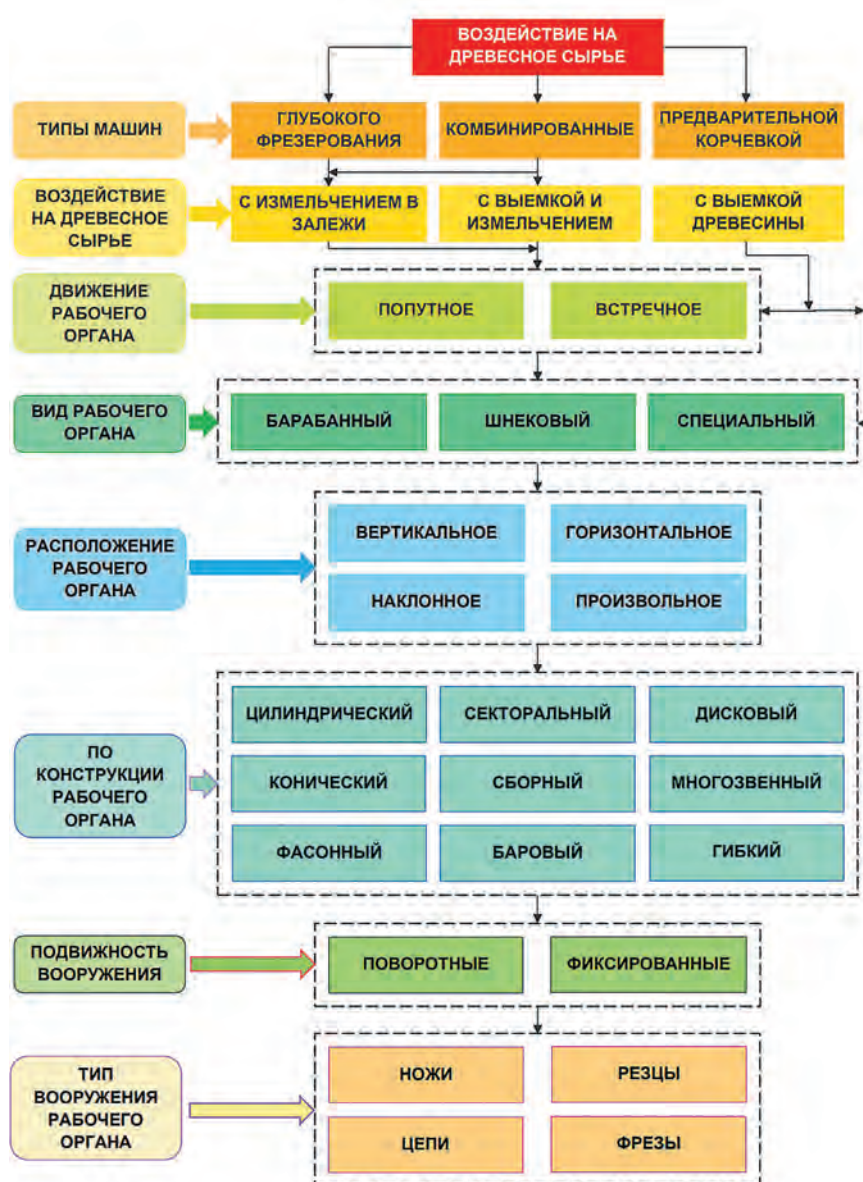 ВОЗДЕЙСТВИЕ НА
ДРЕВЕСНОЕ СЫРЬЕ
ТИПЫ МАШИН
ГЛУБОКОГО
ФРЕЗЕРОВАНИЯ
КОМБИНИРОВАННЫЕ
ПРЕДВАРИТЕЛЬНОЙ
КОРЧЕВКОЙ
ВОЗДЕЙСТВИЕ
НА ДРЕВЕСНОЕ
СЫРЬЕ
С ИЗМЕЛЬЧЕНИЕМ В
ЗАЛЕЖИ
С ВЫЕМКОЙ И
ИЗМЕЛЬЧЕНИЕМ
С ВЫЕМКОЙ
ДРЕВЕСИНЫ
ДВИЖЕНИЕ
РАБОЧЕГО
ОРГАНА
ПОПУТНОЕ
ВСТРЕЧНОЕ
ВИД РАБОЧЕГО
ОРГАНА
БАРАБАННЫЙ
ШНЕКОВЫЙ
СПЕЦИАЛЬНЫЙ
РАСПОЛОЖЕНИЕ
РАБОЧЕГО
ОРГАНА
ВЕРТИКАЛЬНОЕ
ГОРИЗОНТАЛЬНОЕ
НАКЛОННОЕ
ПРОИЗВОЛЬНОЕ
ПО
КОНСТРУКЦИИ
РАБОЧЕГО
ОРГАНА
ЦИЛИНДРИЧЕСКИЙ
СЕКТОРАЛЬНЫЙ
ДИСКОВЫЙ
КОНИЧЕСКИЙ
СБОРНЫЙ
МНОГОЗВЕННЫЙ
ФАСОННЫЙ
БАРОВЫЙ
ГИБКИЙ
ПОДВИЖНОСТЬ
ВООРУЖЕНИЯ
ПОВОРОТНЫЕ
ФИКСИРОВАННЫЕ
ТИП
ВООРУЖЕНИЯ
РАБОЧЕГО
ОРГАНА
НОЖИ
РЕЗЦЫ
ЦЕПИ
ФРЕЗЫ